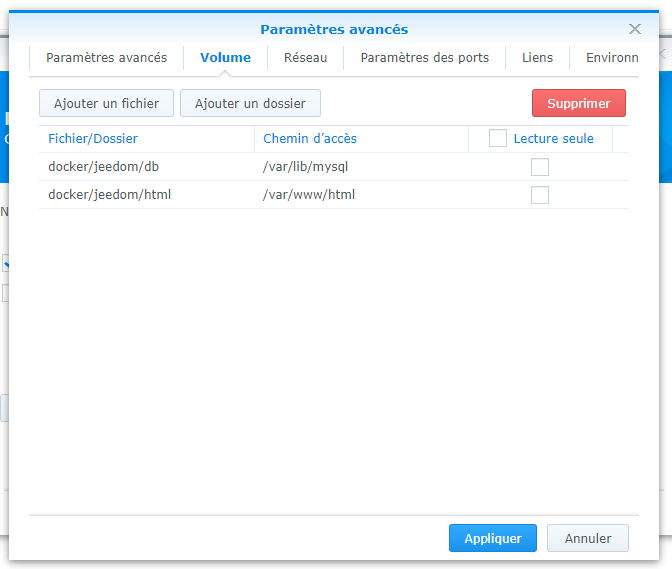 Paramètres avancés
Paramètres avancés Volume Réseau Paramètres des ports Liens Environn
Ajouter un fichier Ajouter un dossier Supprimer
Fichier/Dossier Chemin d’accès Lecture seule
docker/jeedom/db /var/lib/mysql
docker/jeedom/html /var/www/html
Appliquer Annuler